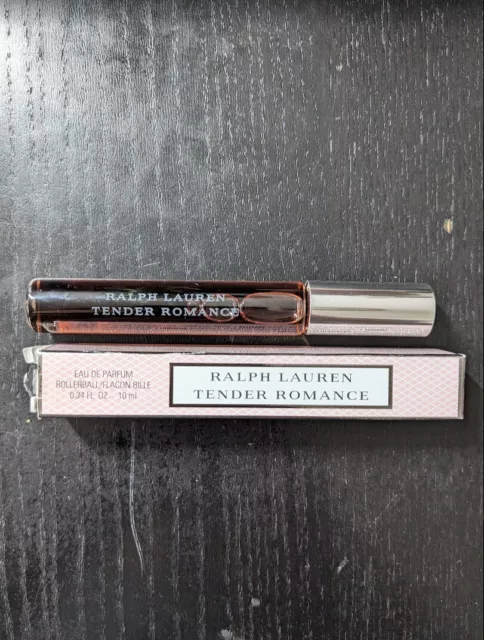 RALPH LAUREN
TENDER ROMANCE
EAU DE PARFUM
ROLLERBALL/FLACON BILLE
0.34 FL. OZ. 10 ml
RALPH LAUREN
TENDER ROMANCE